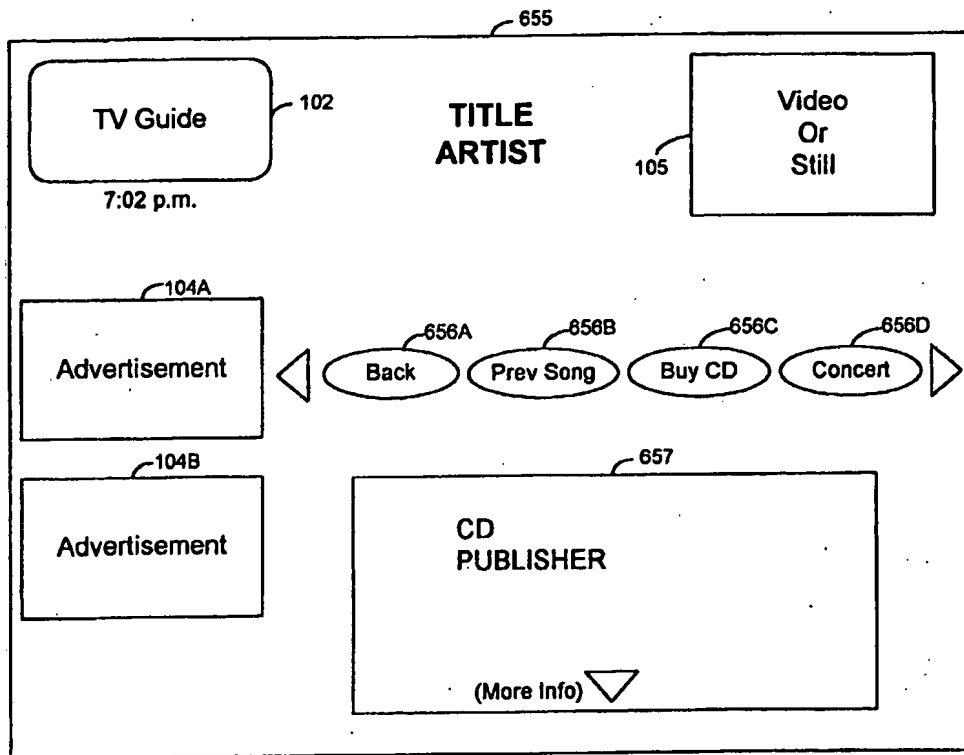 655
TV Guide
102
7:02 p.m.
TITLE
ARTIST
105
Video
Or
Still
104A
Advertisement
656A
Back
656B
Prev Song
656C
Buy CD
656D
Concert
104B
Advertisement
657
CD
PUBLISHER
(More Info)